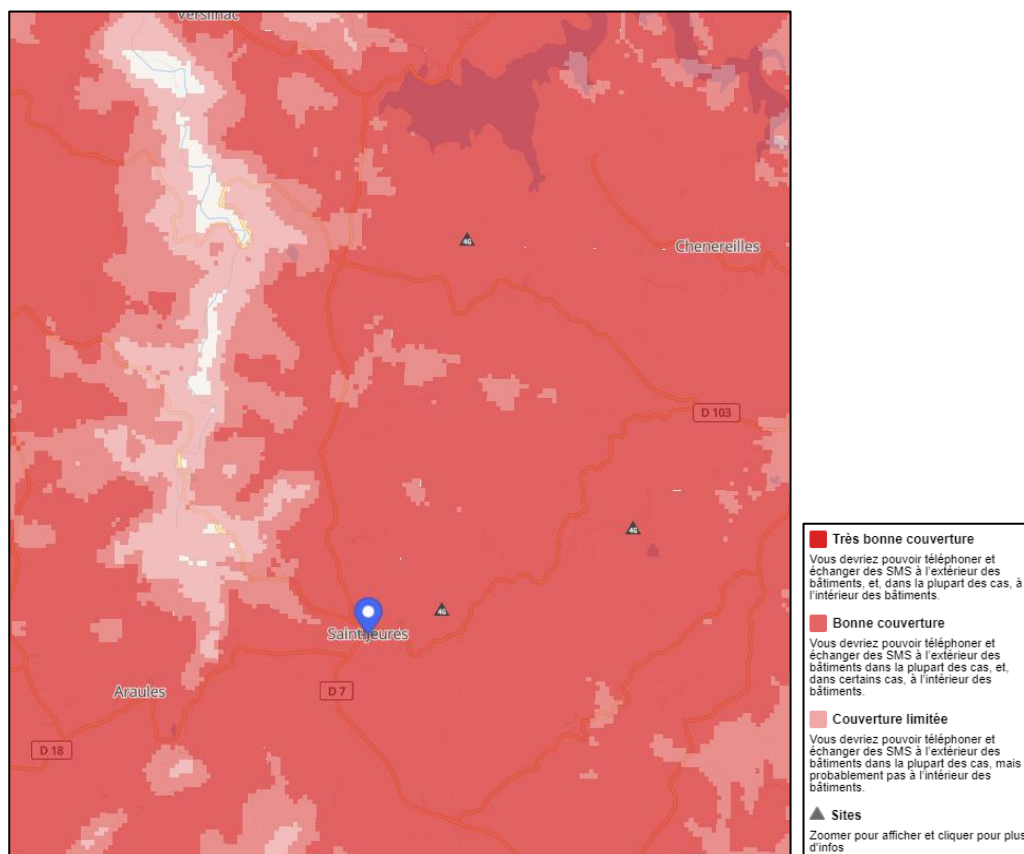 Versilhac
4G
Chenereilles
D 103
4G
4G
Saint-Jeures
Araules
D 7
D 18
Très bonne couverture
Vous devriez pouvoir téléphoner et
échanger des SMS à l'extérieur des
bâtiments, et, dans la plupart des cas, à
l'intérieur des bâtiments.
Bonne couverture
Vous devriez pouvoir téléphoner et
échanger des SMS à l'extérieur des
bâtiments dans la plupart des cas, et,
dans certains cas, à l'intérieur des
bâtiments.
Couverture limitée
Vous devriez pouvoir téléphoner et
échanger des SMS à l'extérieur des
bâtiments dans la plupart des cas, mais
probablement pas à l'intérieur des
bâtiments.
Sites
Zoomer pour afficher et cliquer pour plus
d'infos